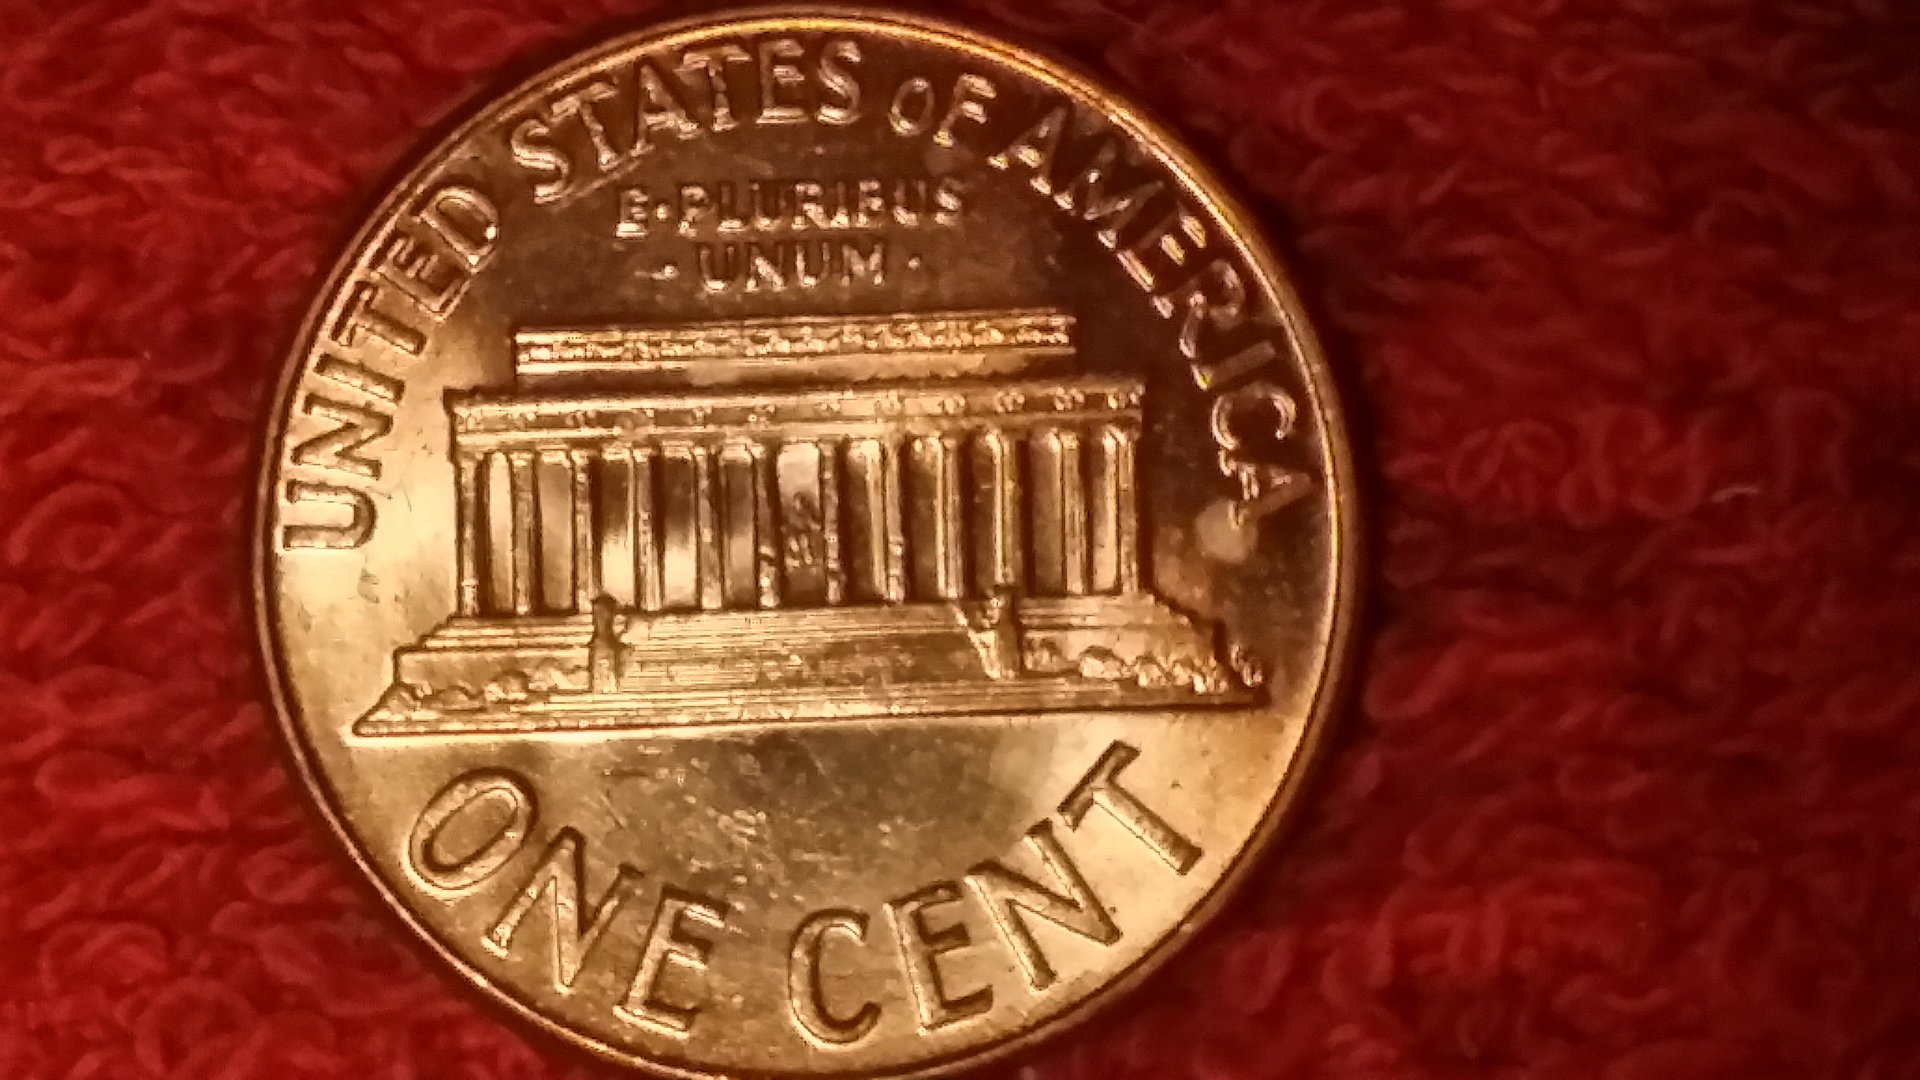 UNITED STATES OF AMERICA
E·PLURIBUS
·UNUM·
ONE CENT